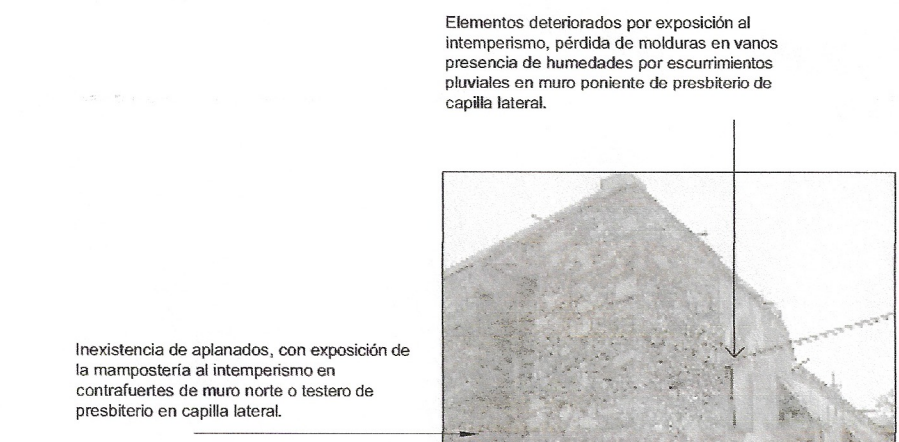 Elementos deteriorados por exposición al
intemperismo, pérdida de molduras en vanos
presencia de humedades por escurrimientos
pluviales en muro poniente de presbiterio de
capilla lateral.
Inexistencia de aplanados, con exposición de
la mampostería al intemperismo en
contrafuertes de muro norte o testero de
presbiterio en capilla lateral.